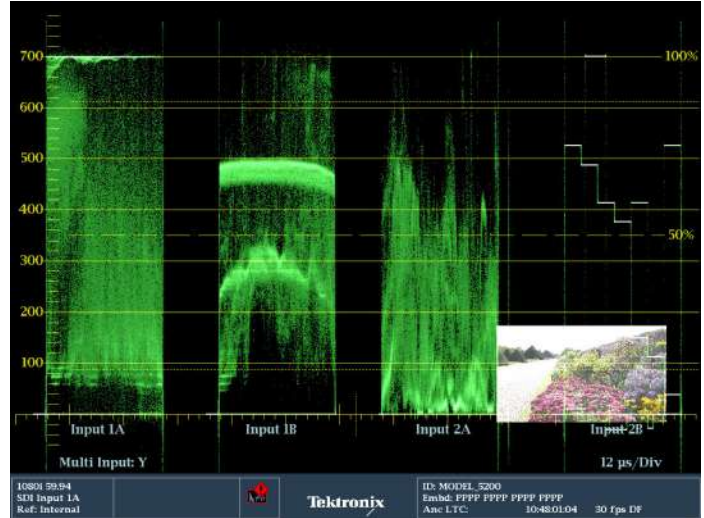 700
100%
600
500
400
50%
300
200
100
Input 1A
Input 1B
Input 2A
Input 2B
Multi Input: Y
12 µs/Div
1080i 59.94
SDI Input 1A
Ref: Internal
Tektronix
ID: MODEL_5200
Embd: PPPP PPPP PPPP PPPP
Anc LTC: 10:48:01:04 30 fps DF